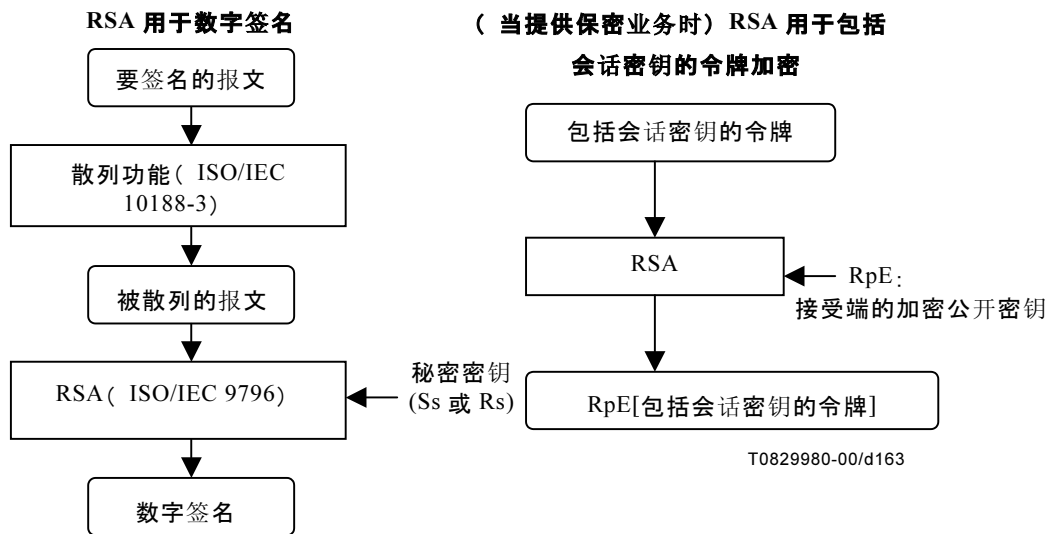 RSA 用于数字签名
要签名的报文
散列功能( ISO/IEC
10188-3)
被散列的报文
RSA( ISO/IEC 9796)
秘密密钥
(Ss 或 Rs)
数字签名
( 当提供保密业务时) RSA 用于包括
会话密钥的令牌加密
包括会话密钥的令牌
RSA
RpE:
接受端的加密公开密钥
RpE[包括会话密钥的令牌]
T0829980-00/d163